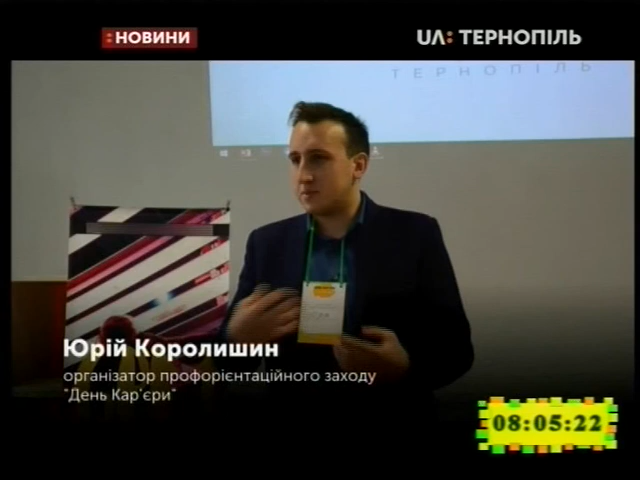 :НОВИНИ
UA: ТЕРНОПІЛЬ
ТЕРНОПІЛЬ
Юрій Королишин
організатор профорієнтаційного заходу
"День Кар'єри"
08:05:22